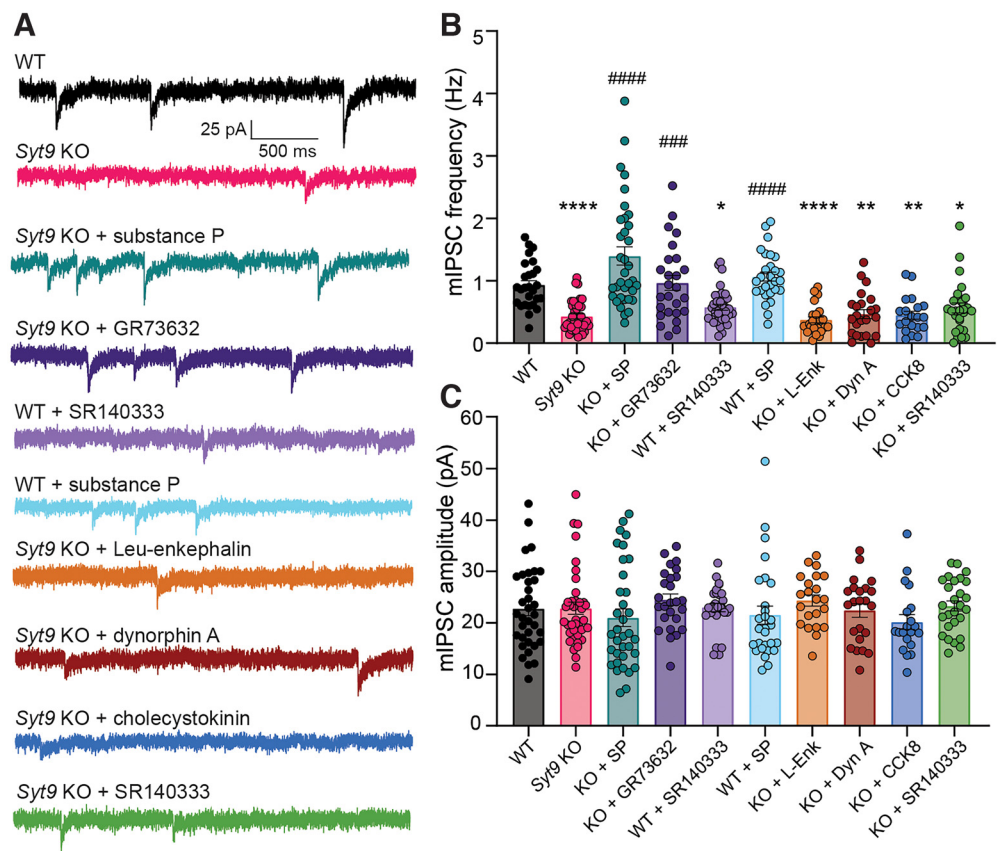 A
WT
25 pA
500 ms
Syt9 KO
Syt9 KO + substance P
Syt9 KO + GR73632
WT + SR140333
WT + substance P
Syt9 KO + Leu-enkephalin
Syt9 KO + dynorphin A
Syt9 KO + cholecystokinin
Syt9 KO + SR140333
B
mIPSC frequency (Hz)
5
4
3
2
1
0
####
###
####
**** * **** ** ** *
WT
Syt9 KO
KO + SP
KO + GR73632
WT + SR140333
WT + SP
KO + L-Enk
KO + Dyn A
KO + CCK8
KO + SR140333
C
mIPSC amplitude (pA)
60
50
40
30
20
10
0
WT
Syt9 KO
KO + SP
KO + GR73632
WT + SR140333
WT + SP
KO + L-Enk
KO + Dyn A
KO + CCK8
KO + SR140333